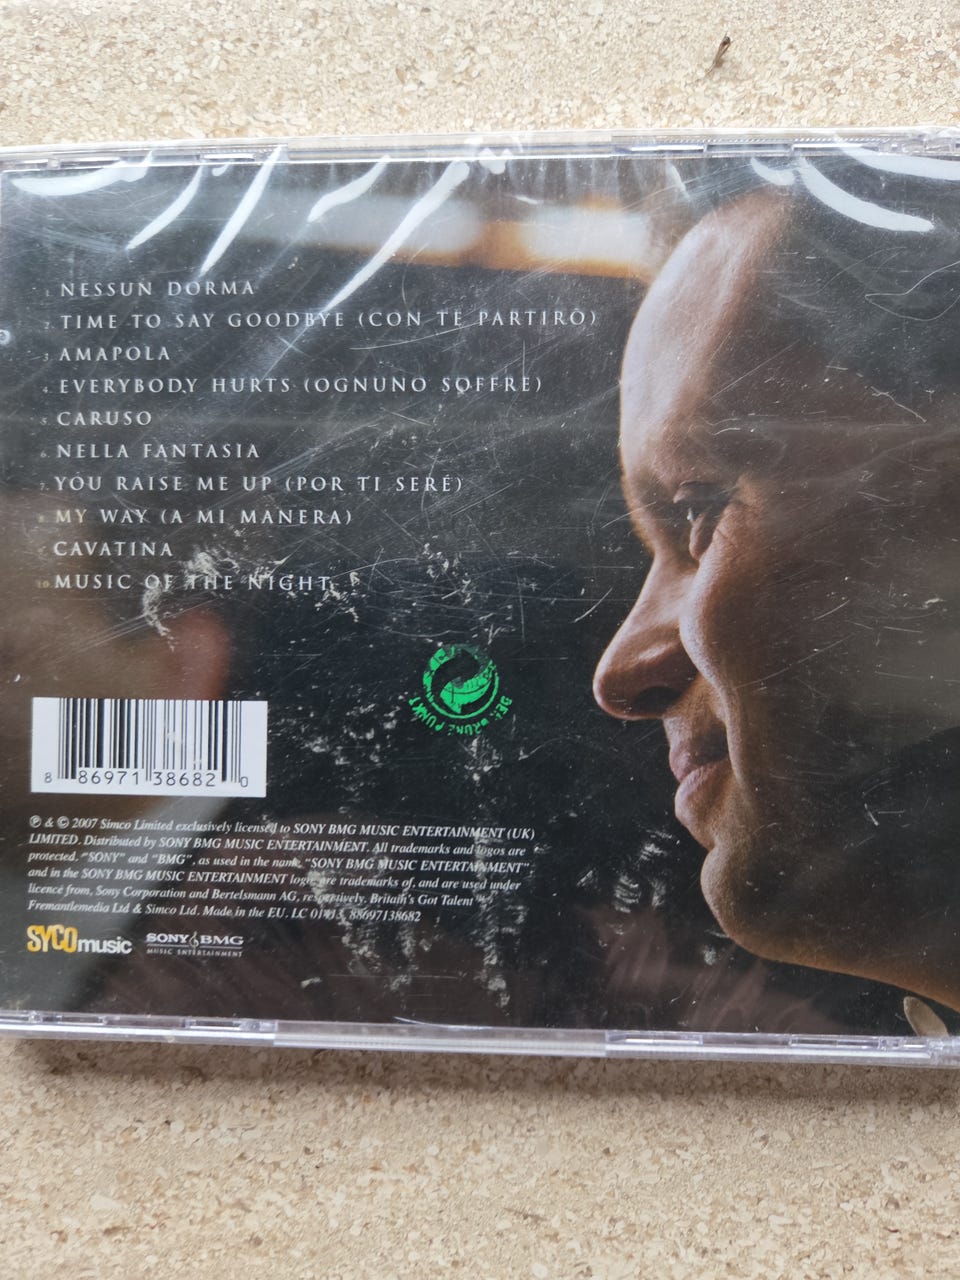 1. NESSUN DORMA
2. TIME TO SAY GOODBYE (CON TE PARTIRÒ)
3. AMAPOLA
4. EVERYBODY HURTS (OGNUNO SOFFRE)
5. CARUSO
6. NELLA FANTASIA
7. YOU RAISE ME UP (POR TI SERÉ)
8. MY WAY (A MI MANERA)
9. CAVATINA
10. MUSIC OF THE NIGHT
PUNKT
8 86971 38682 0
℗ & © 2007 Simco Limited exclusively licensed to SONY BMG MUSIC ENTERTAINMENT (UK)
LIMITED. Distributed by SONY BMG MUSIC ENTERTAINMENT. All trademarks and logos are
protected. "SONY" and "BMG", as used in the name, "SONY BMG MUSIC ENTERTAINMENT"
and in the SONY BMG MUSIC ENTERTAINMENT logo, are trademarks of, and are used under
licence from, Sony Corporation and Bertelsmann AG, respectively. Britain's Got Talent™
Fremantlemedia Ltd & Simco Ltd. Made in the EU. LC 01413. 88697138682
SYCOmusic SONY BMG
MUSIC ENTERTAINMENT